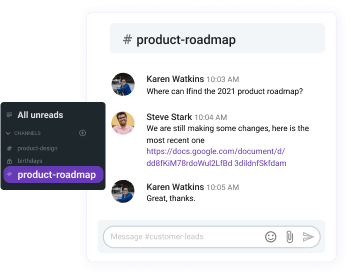 # product-roadmap
Karen Watkins 10:03 AM
Where can Ifind the 2021 product roadmap?
Steve Stark 10:04 AM
We are still making some changes, here is the
most recent one
https://docs.google.com/document/d/
dd8fKiM78rdoWul2LfBd 3dildnfSkfdam
Karen Watkins 10:05 AM
Great, thanks.
Message #customer-leads
All unreads
CHANNELS
# product-design
birthdays
product-roadmap